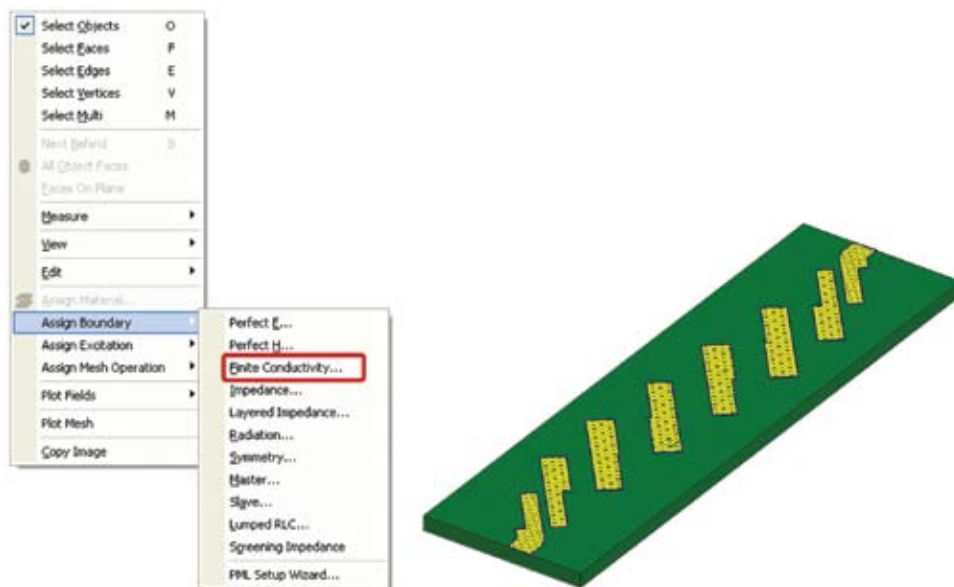 Select Objects O
Select Faces F
Select Edges E
Select Vertices V
Select Multi M
Next Behind B
All Object Faces
Faces On Plane
Measure
View
Edit
Assign Material...
Assign Boundary
Assign Excitation
Assign Mesh Operation
Plot Fields
Plot Mesh
Copy Image
Perfect E...
Perfect H...
Finite Conductivity...
Impedance...
Layered Impedance...
Radiation...
Symmetry...
Master...
Slave...
Lumped RLC...
Screening Impedance
PML Setup Wizard...